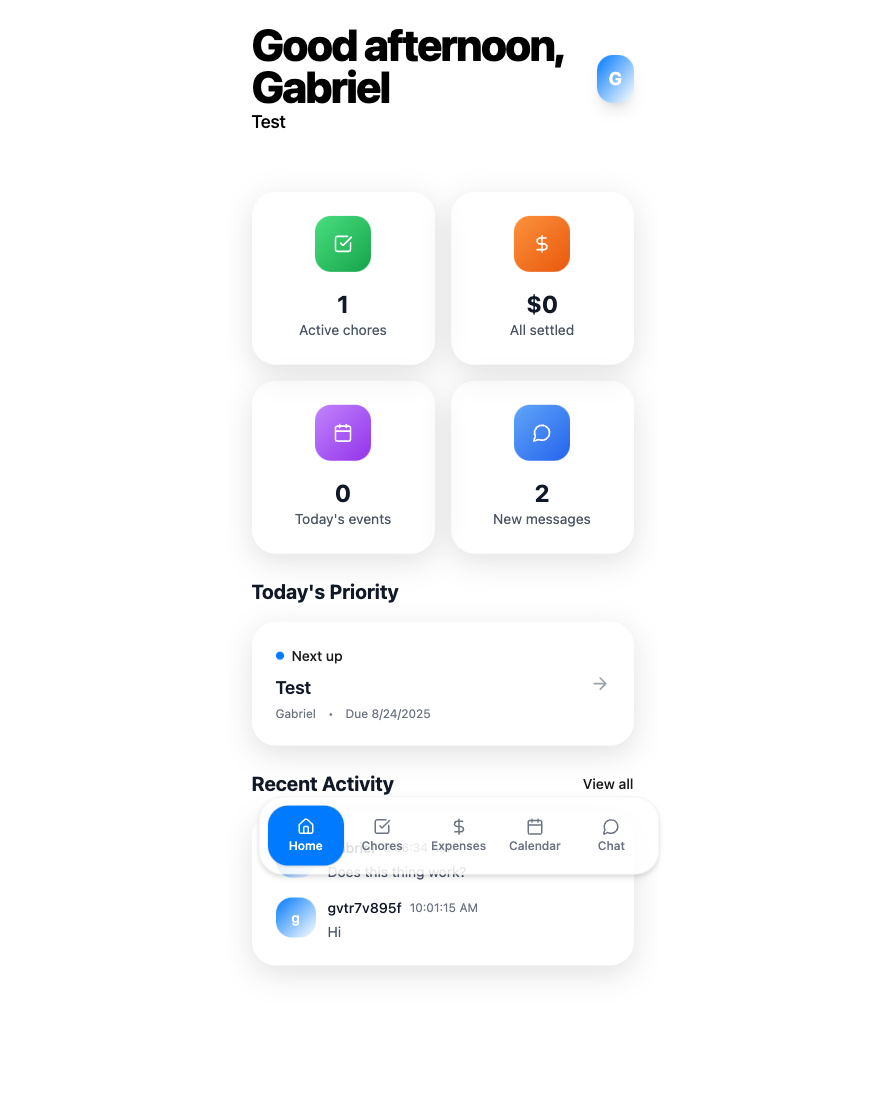 Good afternoon,
Gabriel
G
Test
1
Active chores
$0
All settled
0
Today's events
2
New messages
Today's Priority
Next up
Test
Gabriel • Due 8/24/2025
Recent Activity
View all
Home
Chores
Expenses
Calendar
Chat
Does this thing work?
g
gvtr7v895f 10:01:15 AM
Hi